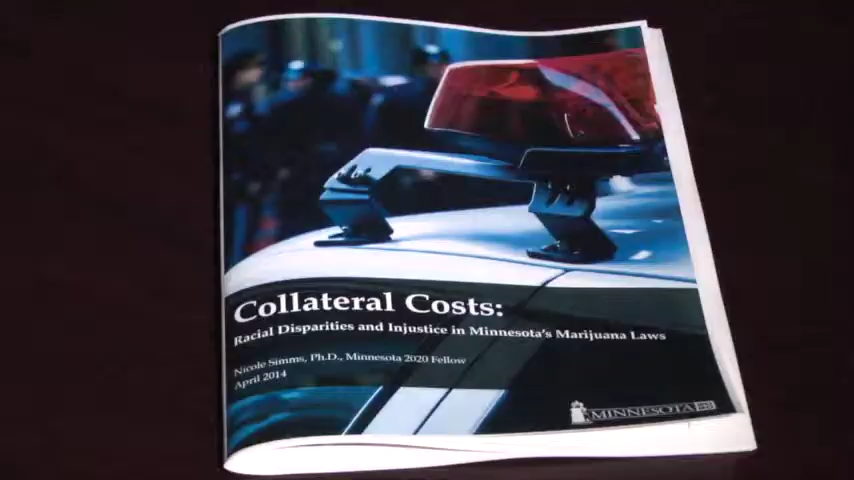 Collateral Costs:
Racial Disparities and Injustice in Minnesota's Marijuana Laws
Nicole Simms, Ph.D., Minnesota 2020 Fellow
April 2014
MINNESOTA